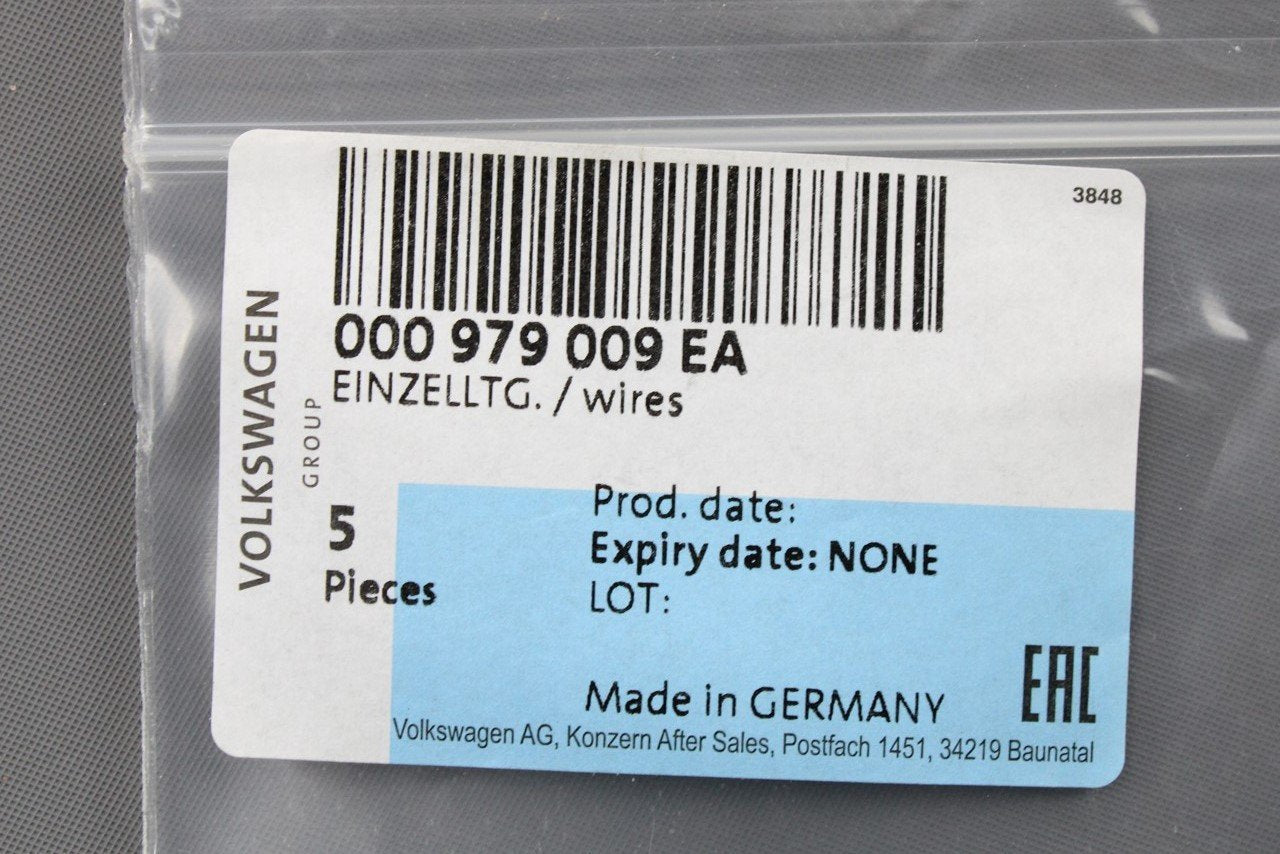 3848
000 979 009 EA
EINZELLTG. / wires
VOLKSWAGEN
GROUP
5
Pieces
Prod. date:
Expiry date: NONE
LOT:
EAC
Made in GERMANY
Volkswagen AG, Konzern After Sales, Postfach 1451, 34219 Baunatal